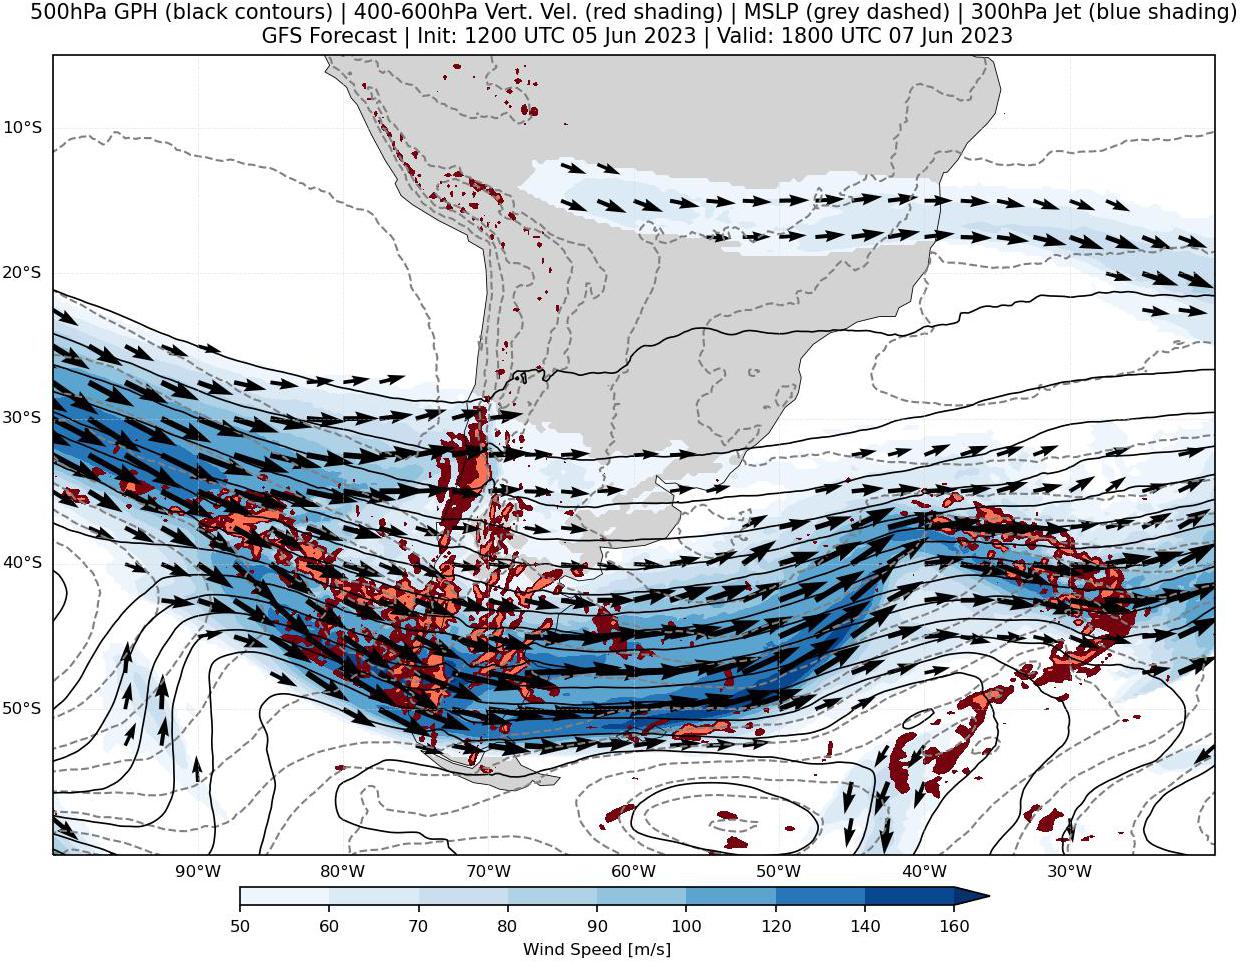 500hPa GPH (black contours) | 400-600hPa Vert. Vel. (red shading) | MSLP (grey dashed) | 300hPa Jet (blue shading)
GFS Forecast | Init: 1200 UTC 05 Jun 2023 | Valid: 1800 UTC 07 Jun 2023
10°S
20°S
30°S
40°S
50°S
90°W 80°W 70°W 60°W 50°W 40°W 30°W
50 60 70 80 90 100 120 140 160
Wind Speed [m/s]